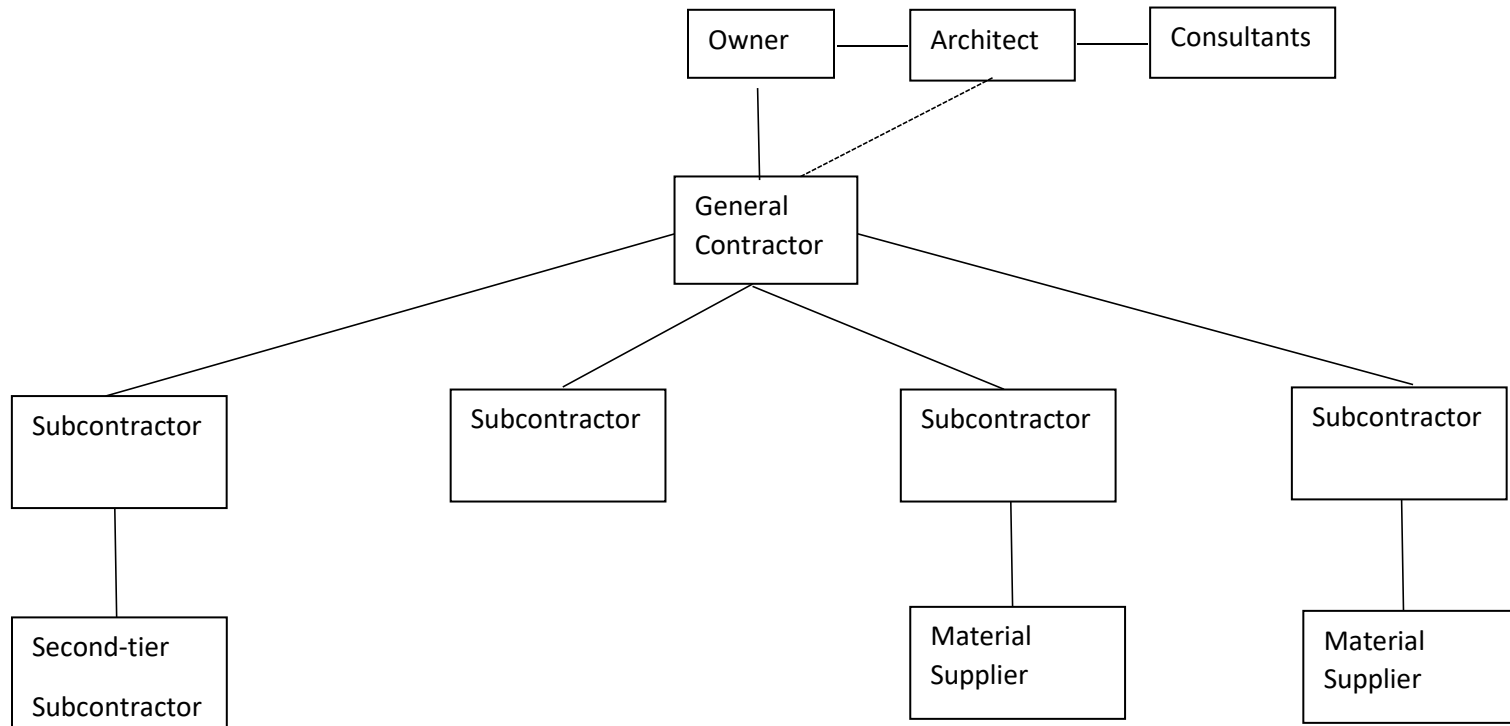 Owner
Architect
Consultants
General
Contractor
Subcontractor
Subcontractor
Subcontractor
Subcontractor
Second-tier
Subcontractor
Material
Supplier
Material
Supplier